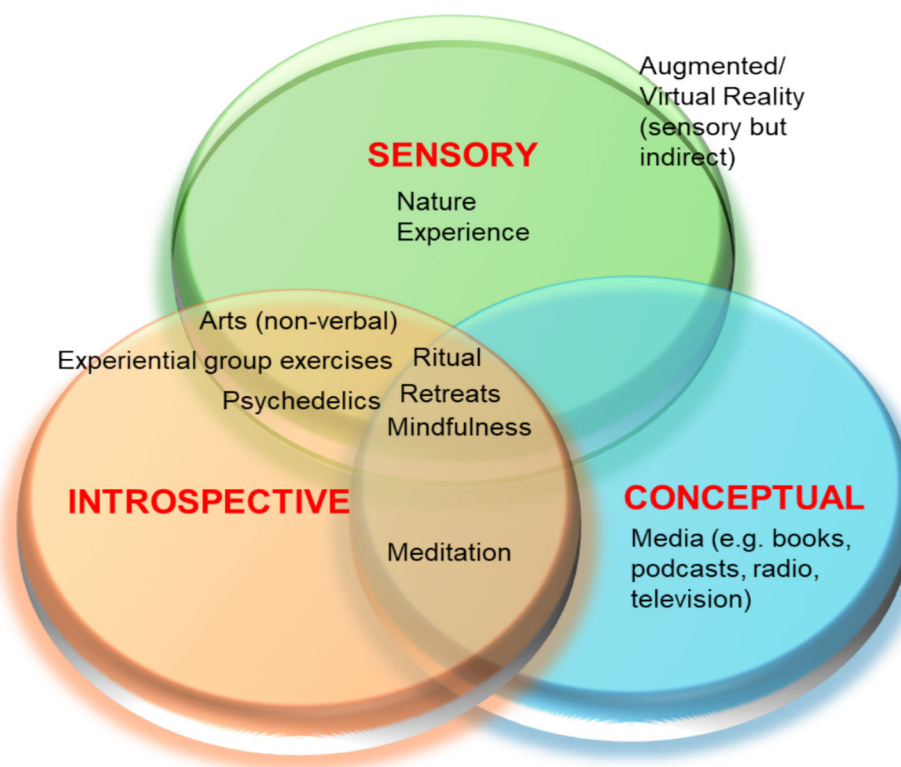 Augmented/
Virtual Reality
(sensory but
indirect)
SENSORY
Nature
Experience
Arts (non-verbal)
Experiential group exercises
Ritual
Psychedelics
Retreats
Mindfulness
INTROSPECTIVE
CONCEPTUAL
Media (e.g. books,
podcasts, radio,
television)
Meditation